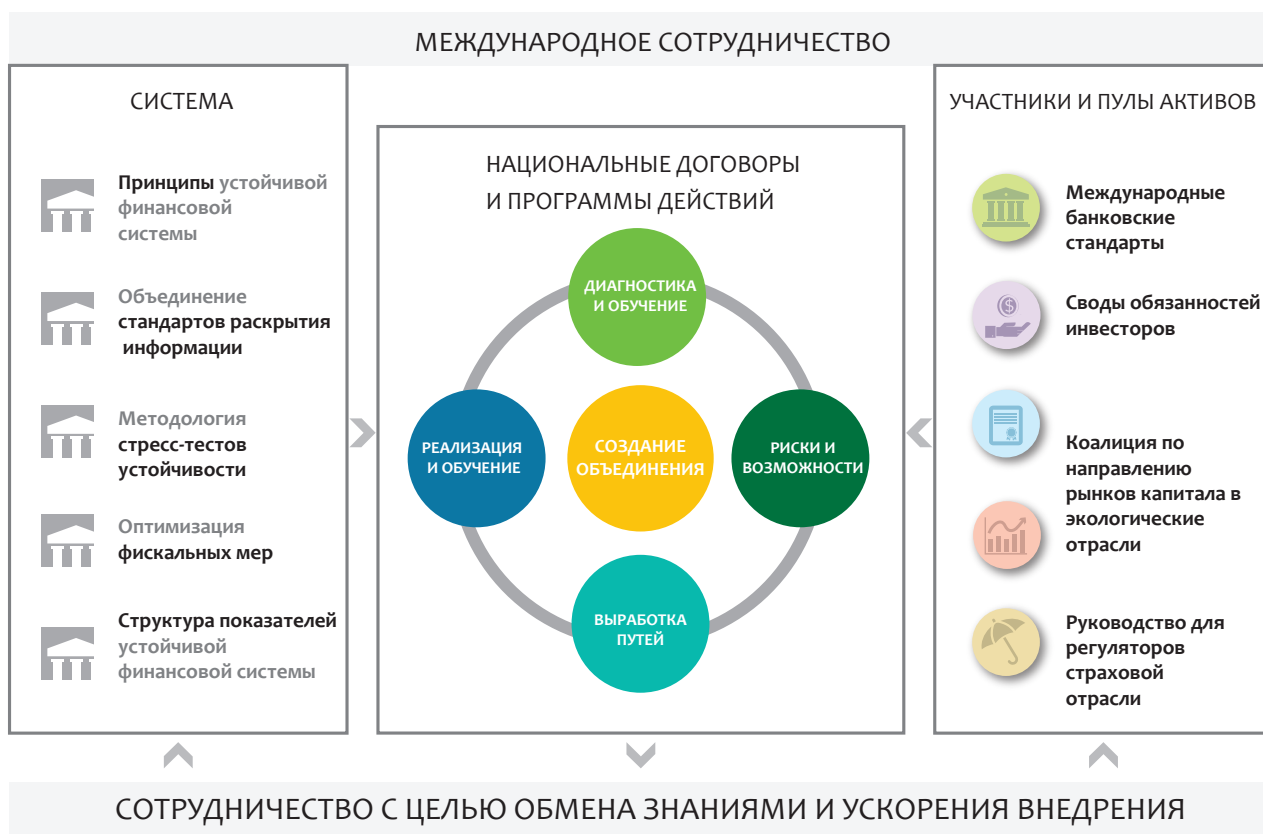 МЕЖДУНАРОДНОЕ СОТРУДНИЧЕСТВО
СИСТЕМА
Принципы устойчивой
финансовой
системы
Объединение
стандартов раскрытия
информации
Методология
стресс-тестов
устойчивости
Оптимизация
фискальных мер
Структура показателей
устойчивой
финансовой системы
НАЦИОНАЛЬНЫЕ ДОГОВОРЫ
И ПРОГРАММЫ ДЕЙСТВИЙ
ДИАГНОСТИКА
И ОБУЧЕНИЕ
РЕАЛИЗАЦИЯ
И ОБУЧЕНИЕ
СОЗДАНИЕ
ОБЪЕДИНЕНИЯ
РИСКИ И
ВОЗМОЖНОСТИ
ВЫРАБОТКА
ПУТЕЙ
УЧАСТНИКИ И ПУЛЫ АКТИВОВ
Международные
банковские
стандарты
$
Своды обязанностей
инвесторов
Коалиция по
направлению
рынков капитала в
экологические
отрасли
Руководство для
регуляторов
страховой
отрасли
СОТРУДНИЧЕСТВО С ЦЕЛЬЮ ОБМЕНА ЗНАНИЯМИ И УСКОРЕНИЯ ВНЕДРЕНИЯ